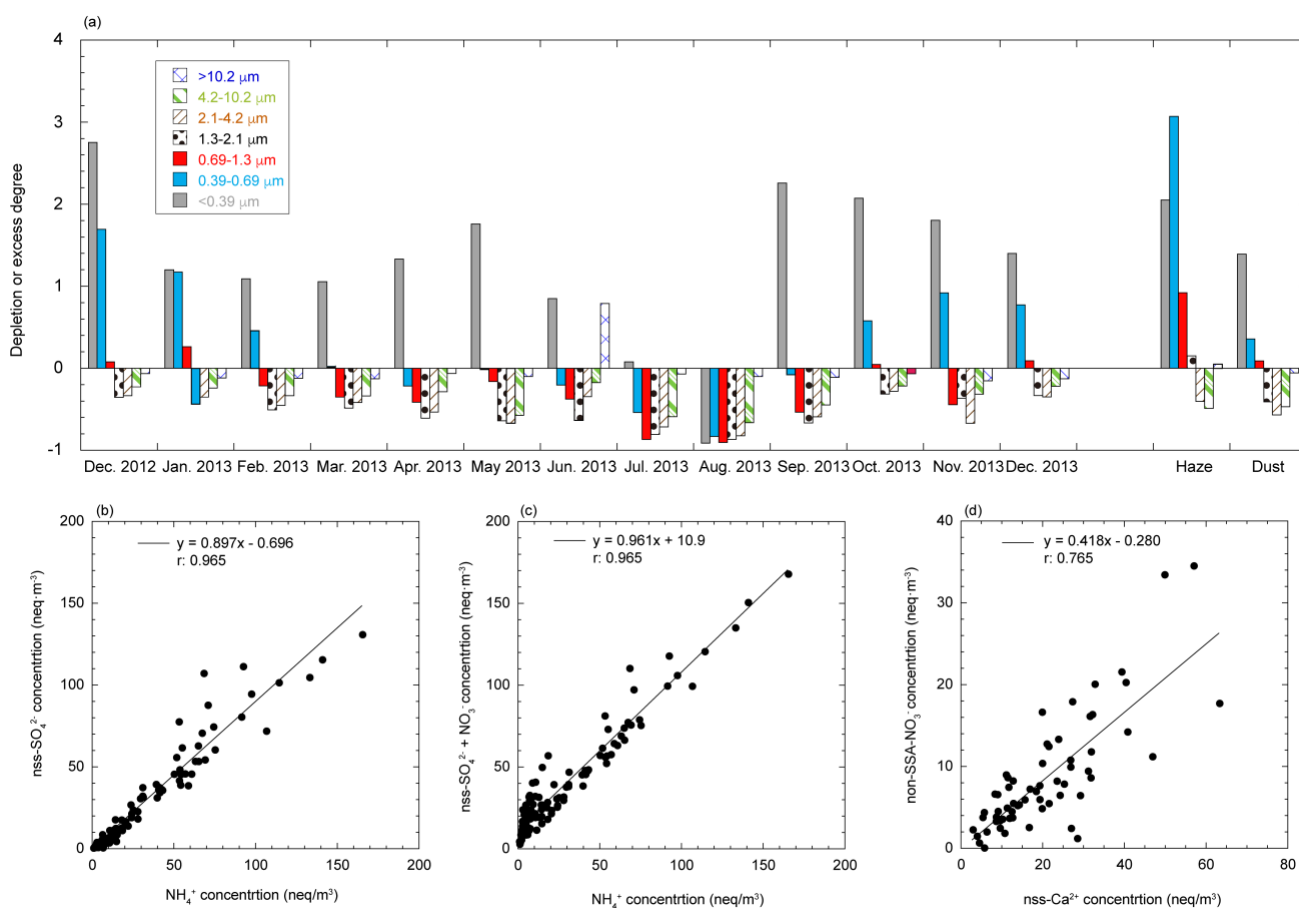 (a)
Depletion or excess degree
4
3
2
1
0
-1
>10.2 μm
4.2-10.2 μm
2.1-4.2 μm
1.3-2.1 μm
0.69-1.3 μm
0.39-0.69 μm
<0.39 μm
Dec. 2012 Jan. 2013 Feb. 2013 Mar. 2013 Apr. 2013 May 2013 Jun. 2013 Jul. 2013 Aug. 2013 Sep. 2013 Oct. 2013 Nov. 2013 Dec. 2013 Haze Dust
(b)
y = 0.897x - 0.696
r: 0.965
nss-SO₄²⁻ concentrtion (neq·m⁻³)
200
150
100
50
0
0 50 100 150 200
NH₄⁺ concentrtion (neq/m³)
(c)
y = 0.961x + 10.9
r: 0.965
nss-SO₄²⁻ + NO₃⁻ concentrtion (neq·m⁻³)
200
150
100
50
0
0 50 100 150 200
NH₄⁺ concentrtion (neq/m³)
(d)
y = 0.418x - 0.280
r: 0.765
non-SSA-NO₃⁻ concentrtion (neq·m⁻³)
40
30
20
10
0
0 20 40 60 80
nss-Ca²⁺ concentrtion (neq/m³)